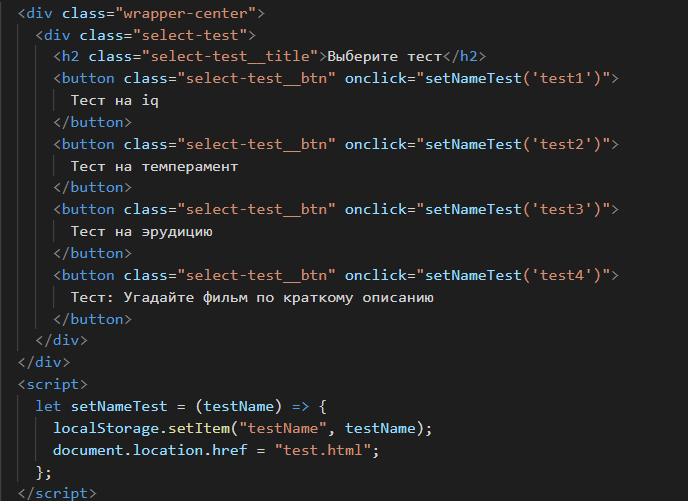 <div class="wrapper-center">
<div class="select-test">
<h2 class="select-test__title">Выберите тест</h2>
<button class="select-test__btn" onclick="setNameTest('test1')">
Тест на iq
</button>
<button class="select-test__btn" onclick="setNameTest('test2')">
Тест на темперамент
</button>
<button class="select-test__btn" onclick="setNameTest('test3')">
Тест на эрудицию
</button>
<button class="select-test__btn" onclick="setNameTest('test4')">
Тест: Угадайте фильм по краткому описанию
</button>
</div>
</div>
<script>
let setNameTest = (testName) => {
localStorage.setItem("testName", testName);
document.location.href = "test.html";
};
</script>